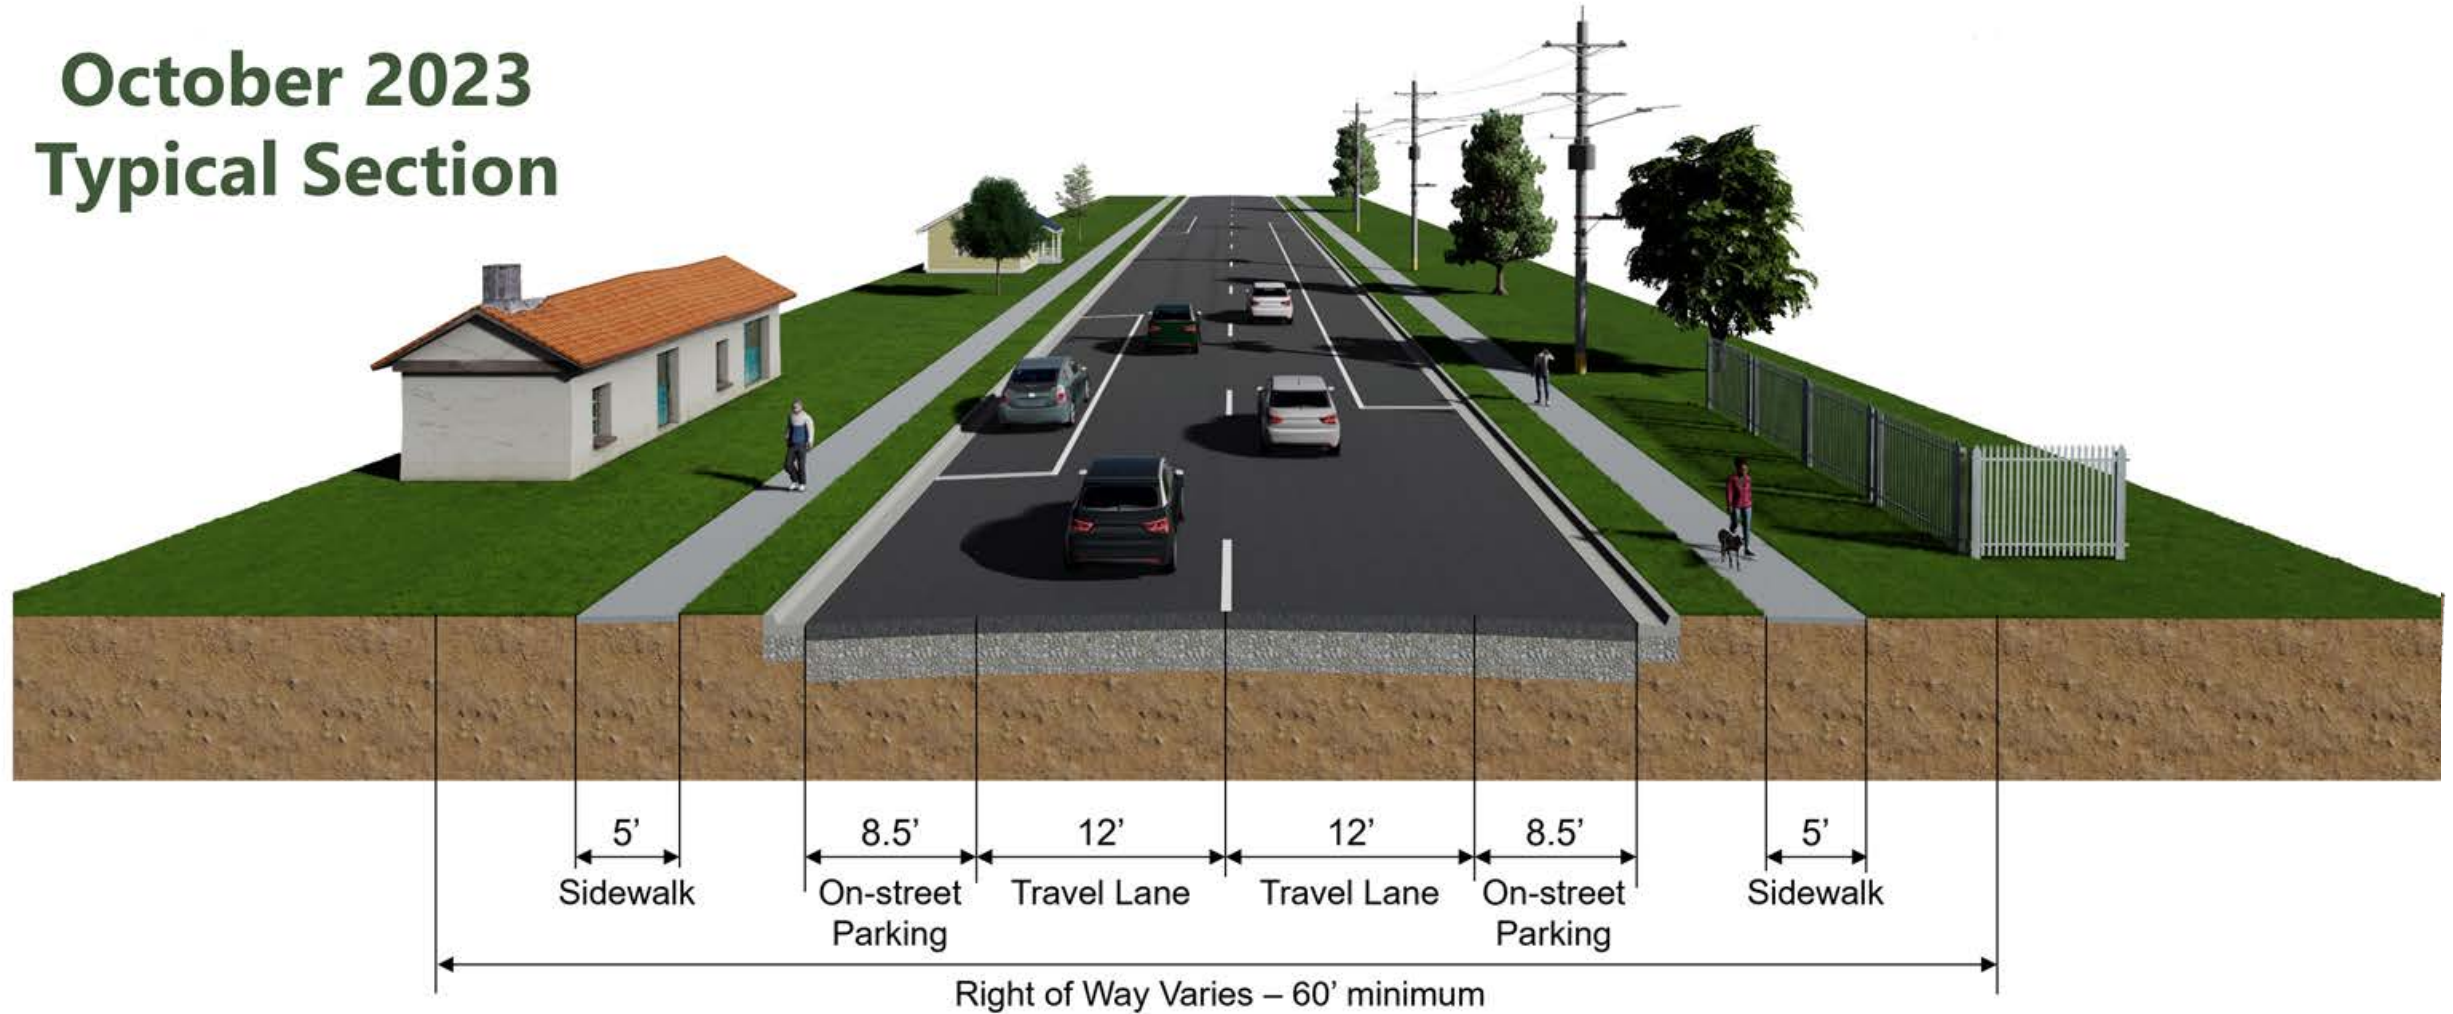 October 2023
Typical Section
5’ 8.5’ 12’ 12’ 8.5’ 5’
Sidewalk On-street Travel Lane Travel Lane On-street Sidewalk
Parking Parking
Right of Way Varies – 60’ minimum